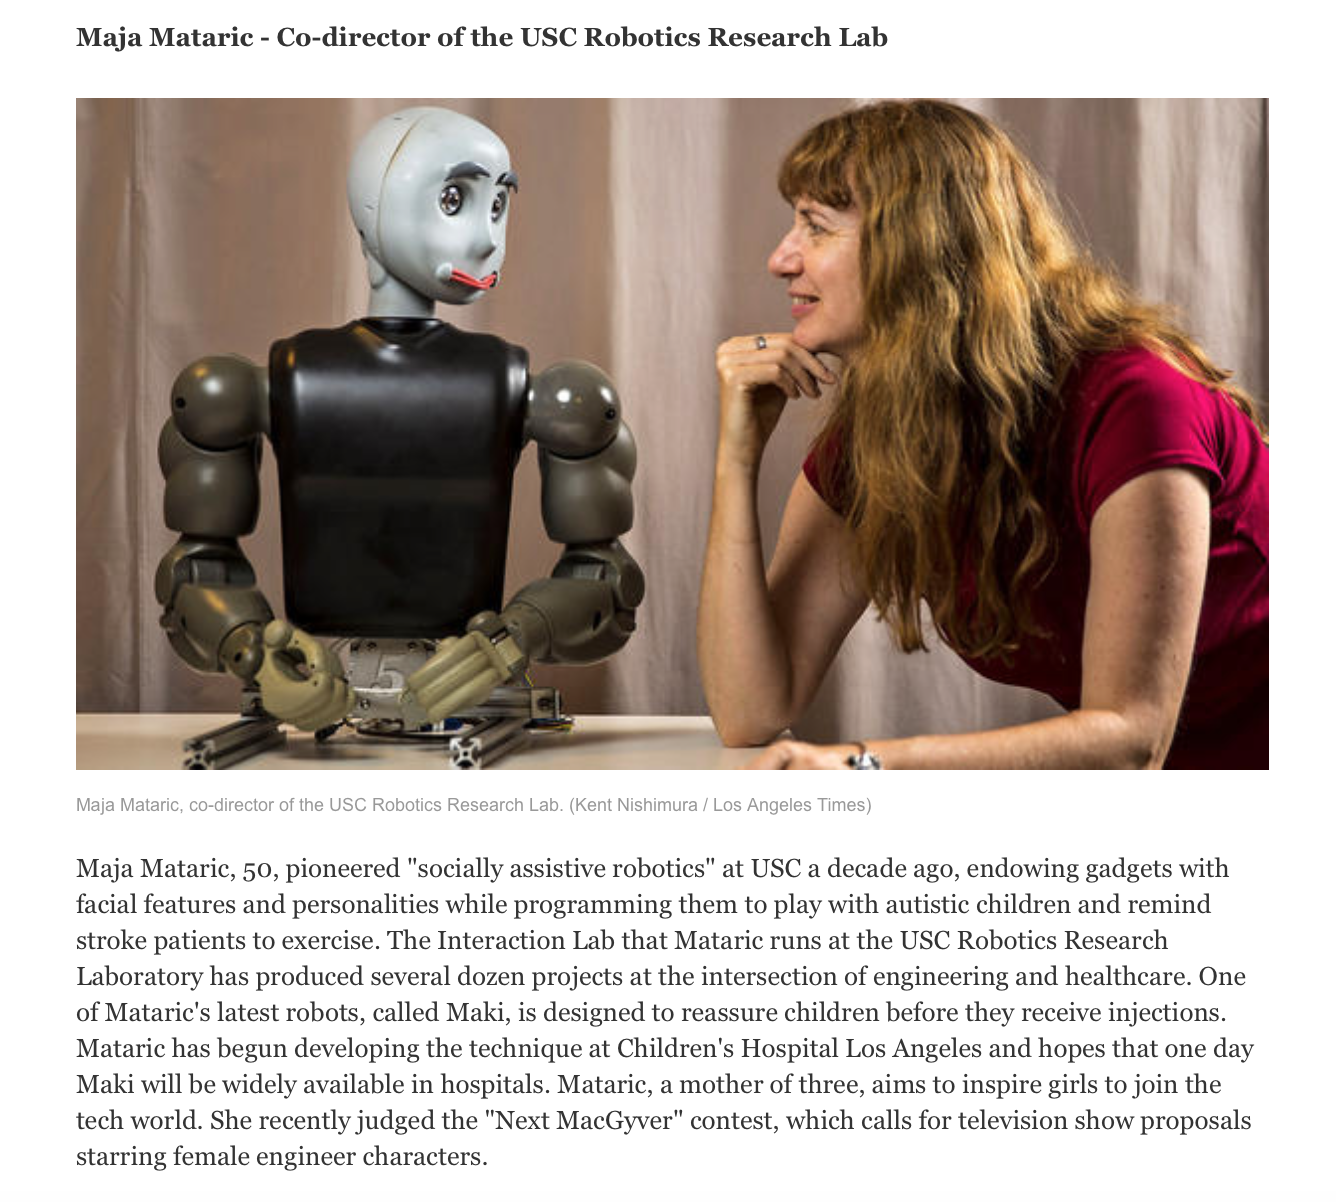 Maja Mataric - Co-director of the USC Robotics Research Lab
Maja Mataric, co-director of the USC Robotics Research Lab. (Kent Nishimura / Los Angeles Times)
Maja Mataric, 50, pioneered "socially assistive robotics" at USC a decade ago, endowing gadgets with
facial features and personalities while programming them to play with autistic children and remind
stroke patients to exercise. The Interaction Lab that Mataric runs at the USC Robotics Research
Laboratory has produced several dozen projects at the intersection of engineering and healthcare. One
of Mataric's latest robots, called Maki, is designed to reassure children before they receive injections.
Mataric has begun developing the technique at Children's Hospital Los Angeles and hopes that one day
Maki will be widely available in hospitals. Mataric, a mother of three, aims to inspire girls to join the
tech world. She recently judged the "Next MacGyver" contest, which calls for television show proposals
starring female engineer characters.